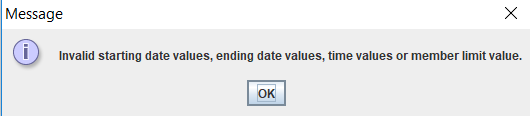 Message
Invalid starting date values, ending date values, time values or member limit value.
OK